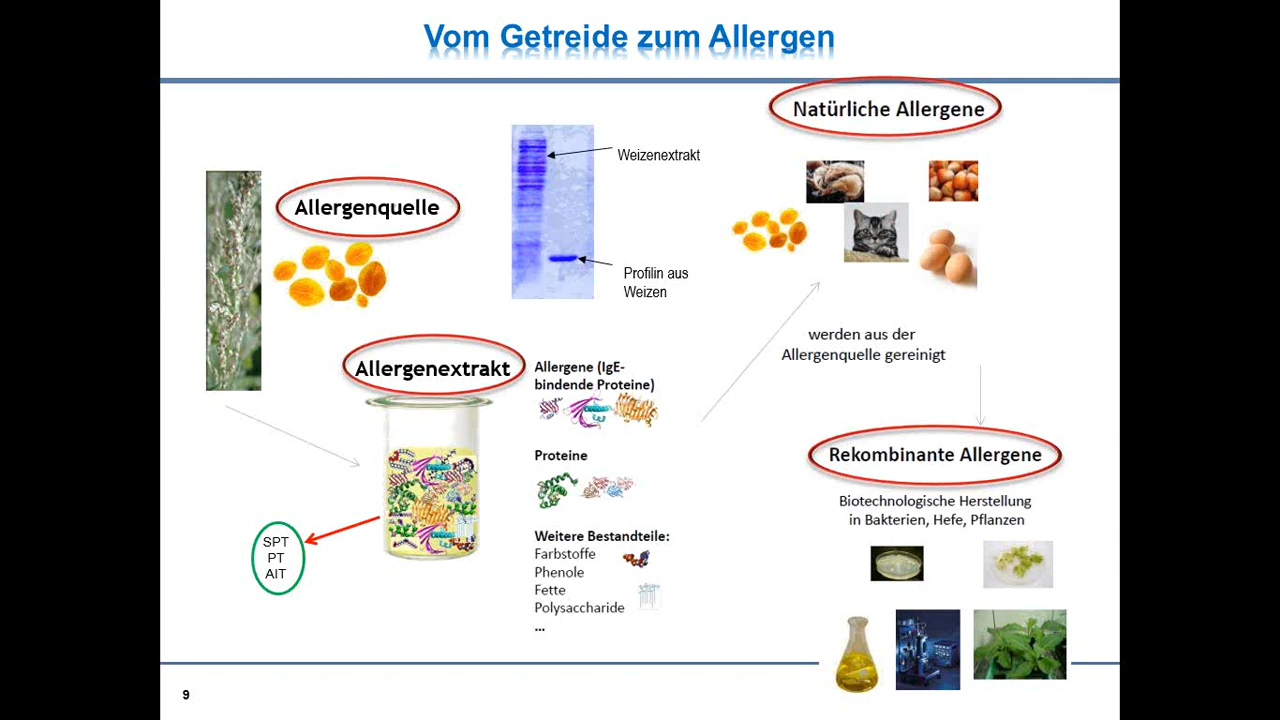 Vom Getreide zum Allergen
Natürliche Allergene
Weizenextrakt
Allergenquelle
Profilin aus
Weizen
werden aus der
Allergenquelle gereinigt
Allergenextrakt
Allergene (IgE-
bindende Proteine)
Proteine
Rekombinante Allergene
Biotechnologische Herstellung
in Bakterien, Hefe, Pflanzen
SPT
PT
AIT
Weitere Bestandteile:
Farbstoffe
Phenole
Fette
Polysaccharide
...
9